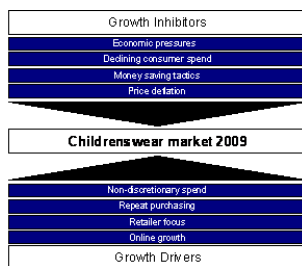 Growth Inhibitors
Economic pressures
Declining consumer spend
Money saving tactics
Price deflation
Childrenswear market 2009
Non-discretionary spend
Repeat purchasing
Retailer focus
Online growth
Growth Drivers